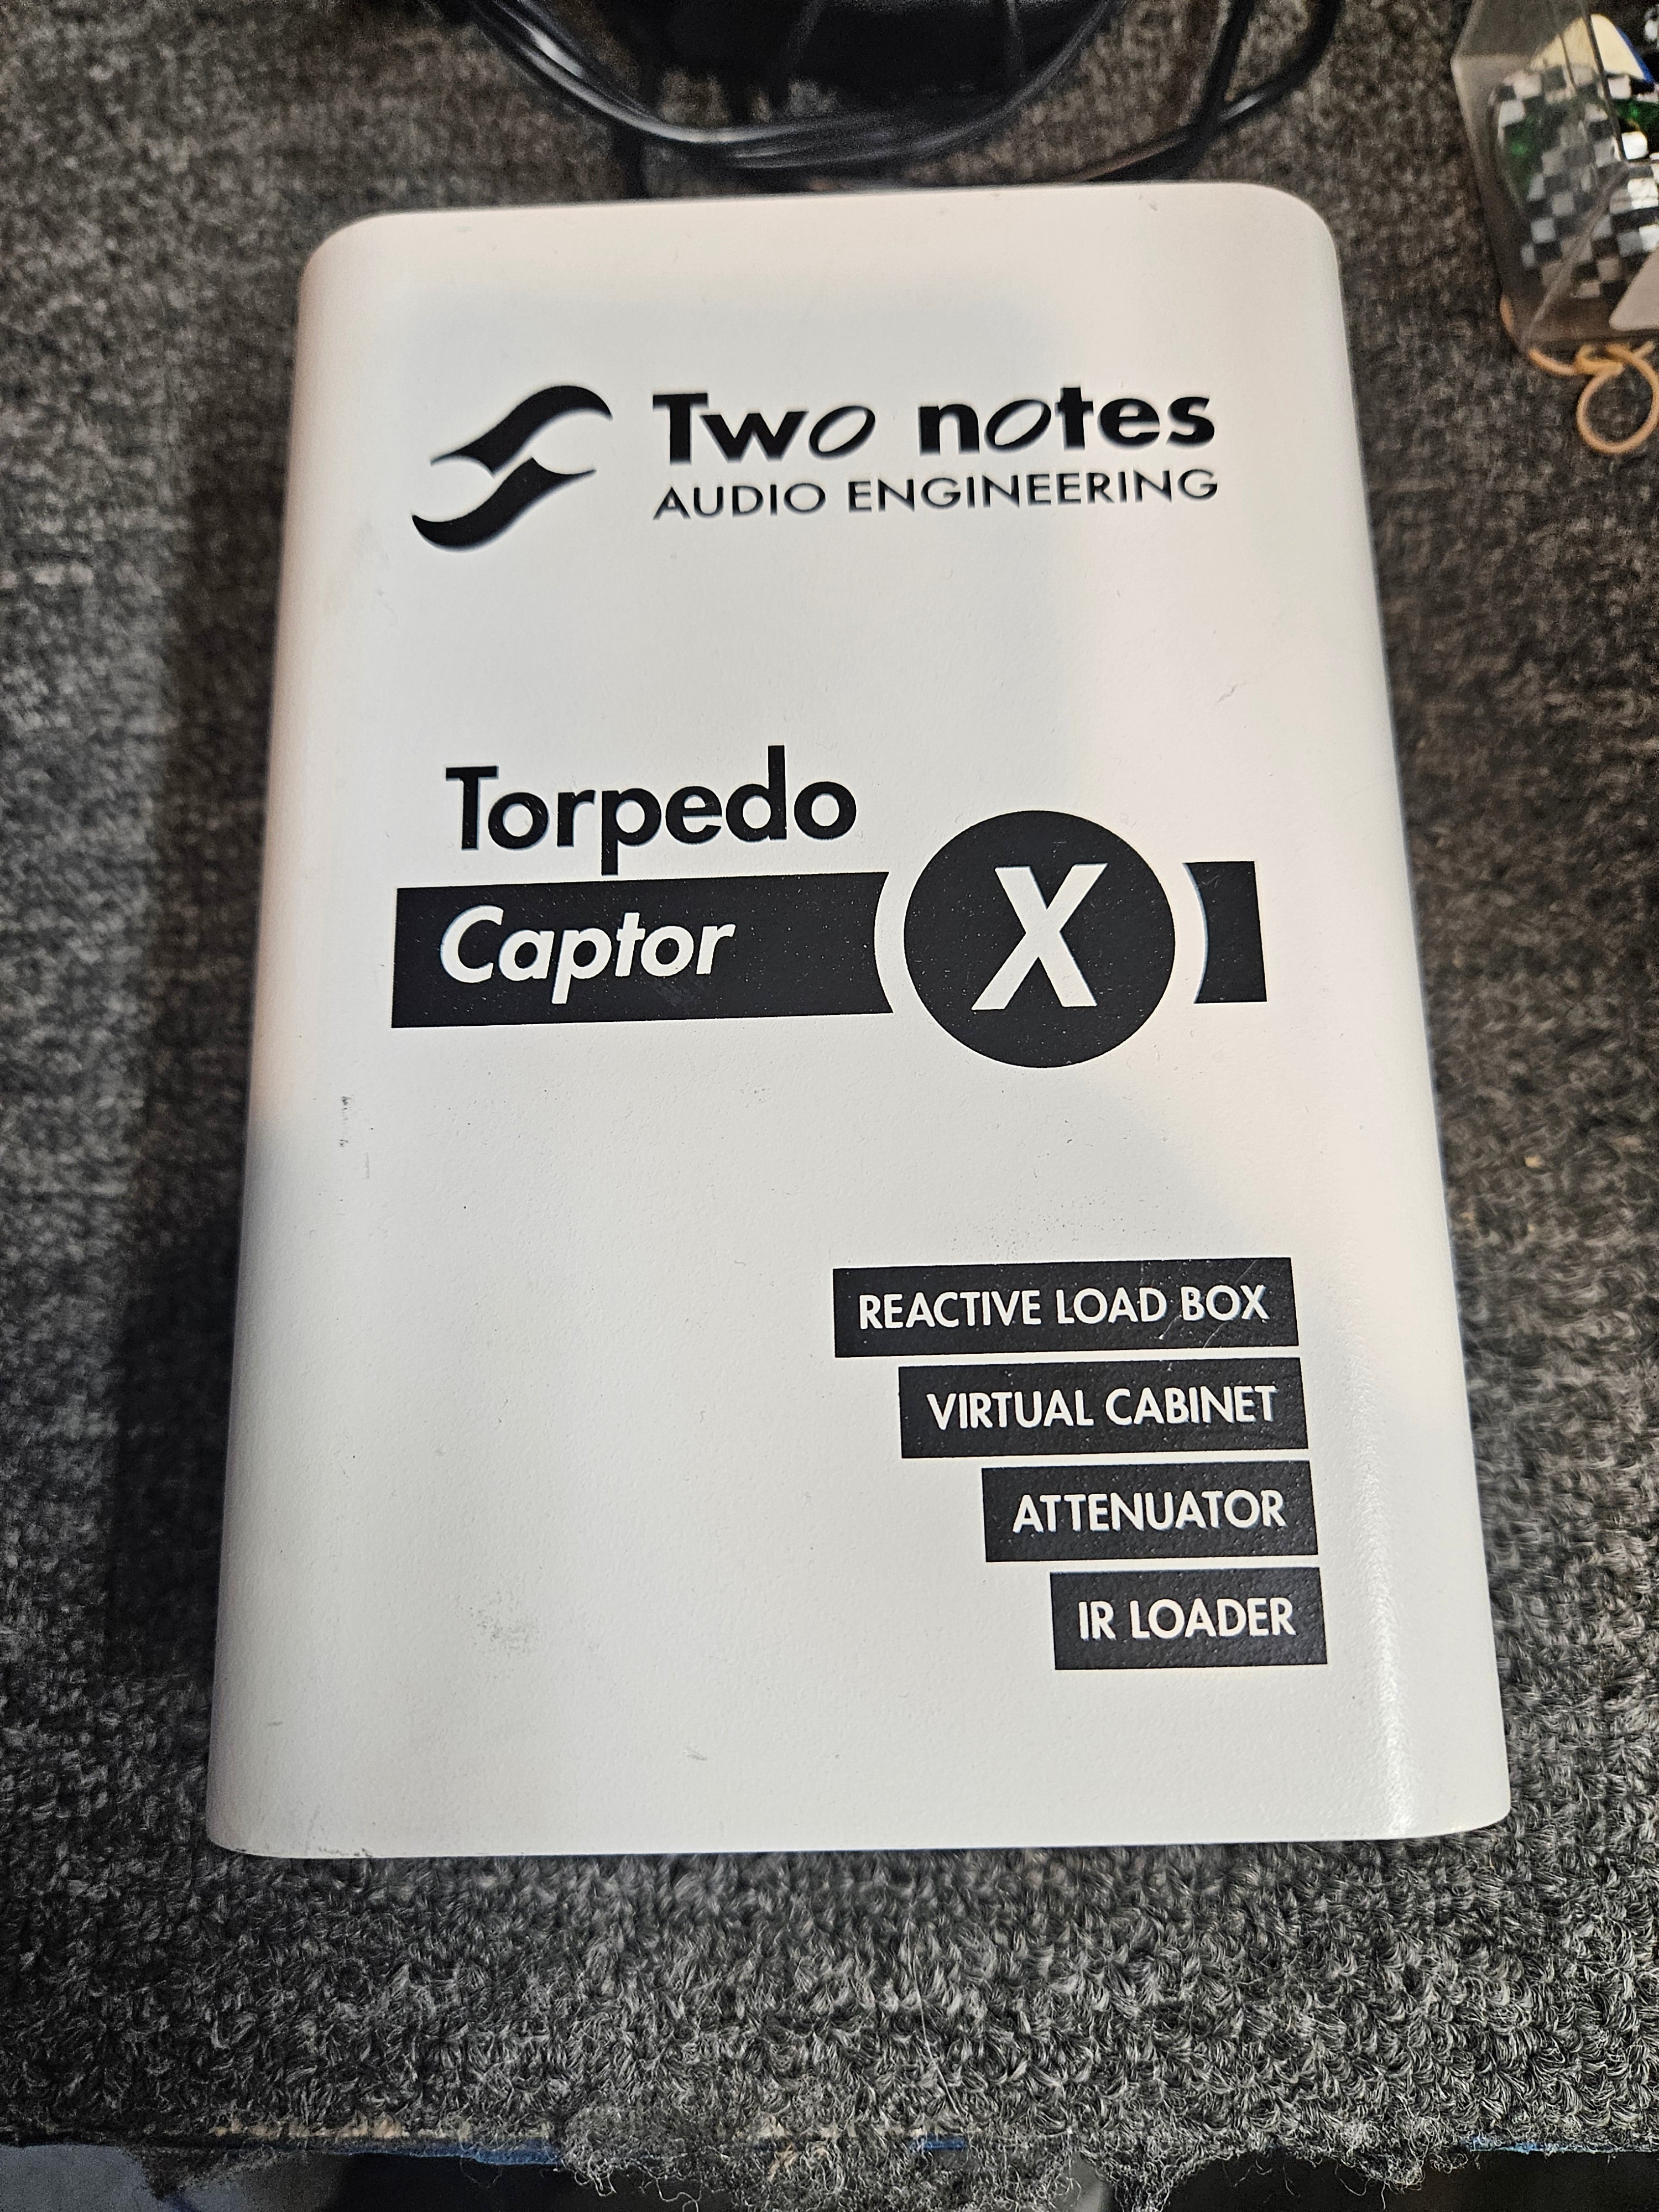 Two notes
AUDIO ENGINEERING
Torpedo
Captor X
REACTIVE LOAD BOX
VIRTUAL CABINET
ATTENUATOR
IR LOADER